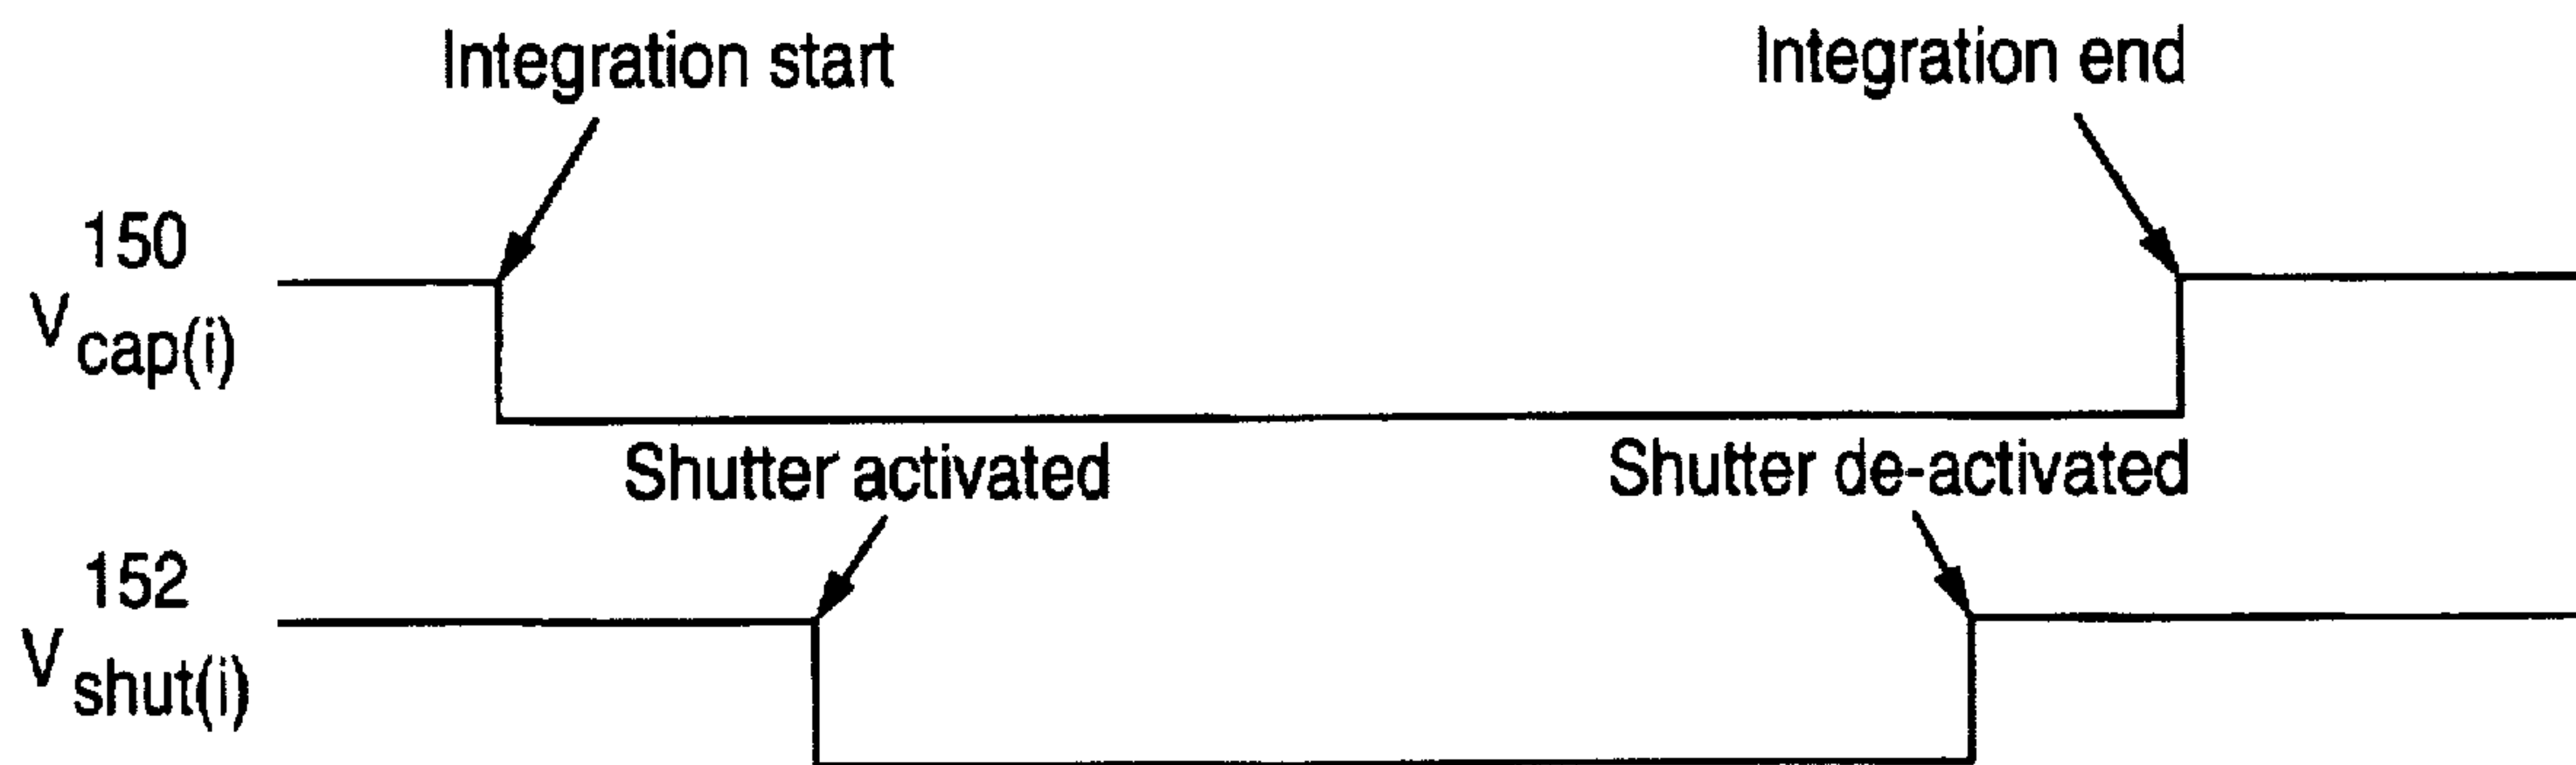 Integration start
Integration end
150
Vcap(i)
Shutter activated
Shutter de-activated
152
Vshut(i)